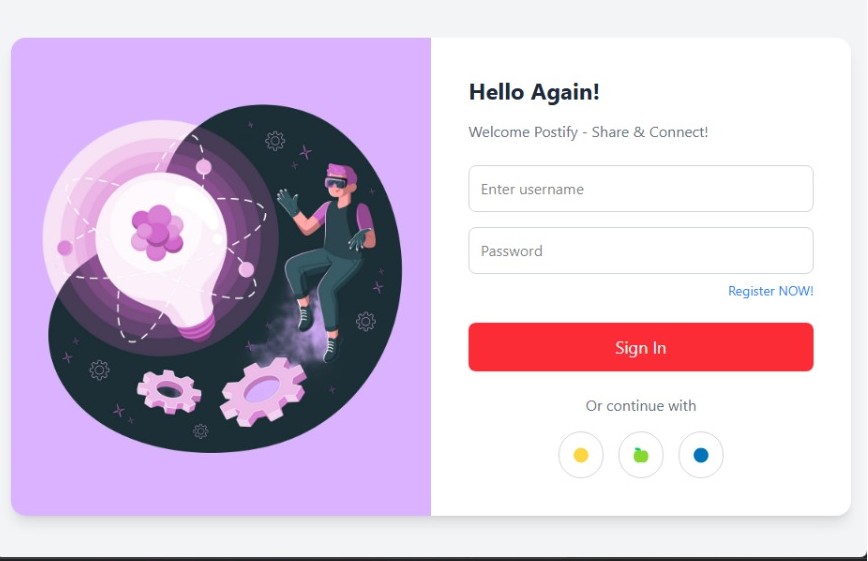 Hello Again!
Welcome Postify - Share & Connect!
Enter username
Password
Register NOW!
Sign In
Or continue with